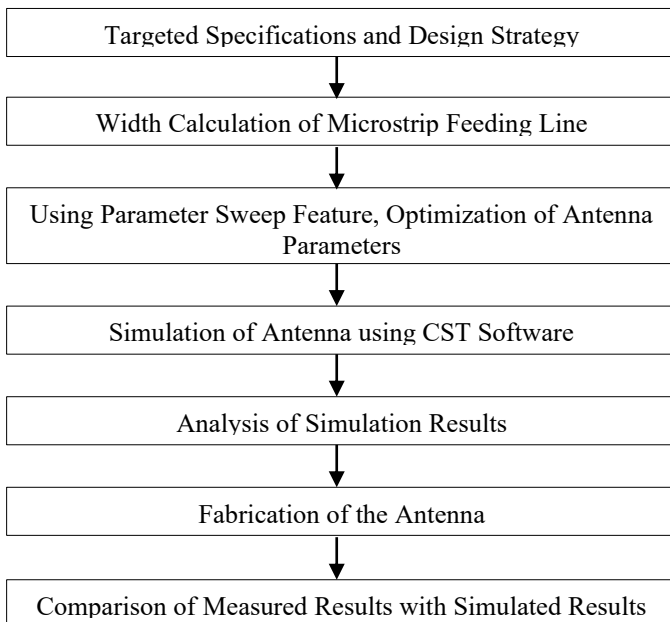 Targeted Specifications and Design Strategy
Width Calculation of Microstrip Feeding Line
Using Parameter Sweep Feature, Optimization of Antenna
Parameters
Simulation of Antenna using CST Software
Analysis of Simulation Results
Fabrication of the Antenna
Comparison of Measured Results with Simulated Results